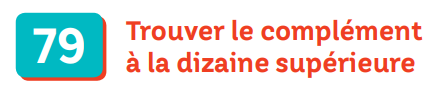 79
Trouver le complément
à la dizaine supérieure